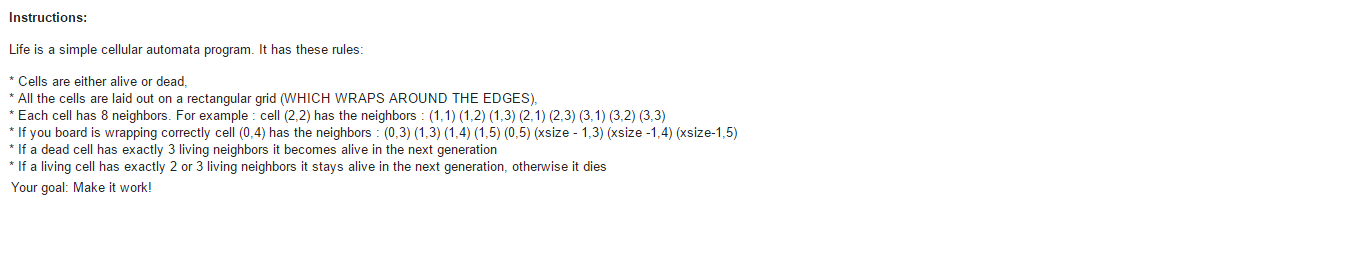 Instructions:
Life is a simple cellular automata program. It has these rules:
* Cells are either alive or dead,
* All the cells are laid out on a rectangular grid (WHICH WRAPS AROUND THE EDGES),
* Each cell has 8 neighbors. For example : cell (2,2) has the neighbors : (1,1) (1,2) (1,3) (2,1) (2,3) (3,1) (3,2) (3,3)
* If you board is wrapping correctly cell (0,4) has the neighbors : (0,3) (1,3) (1,4) (1,5) (0,5) (xsize - 1,3) (xsize -1,4) (xsize-1,5)
* If a dead cell has exactly 3 living neighbors it becomes alive in the next generation
* If a living cell has exactly 2 or 3 living neighbors it stays alive in the next generation, otherwise it dies
Your goal: Make it work!